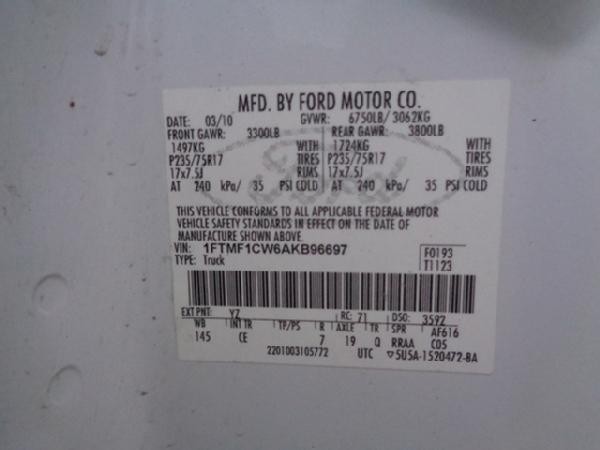 MFD. BY FORD MOTOR CO.
DATE: 03/10 GVWR: 6750LB/ 3062KG
FRONT GAWR: 3300LB REAR GAWR: 3800LB
1497KG WITH 1724KG WITH
P235/75R17 TIRES P235/75R17 TIRES
17x7.5J RIMS 17x7.5J RIMS
AT 240 kPa/ 35 PSI COLD AT 240 kPa/ 35 PSI COLD
THIS VEHICLE CONFORMS TO ALL APPLICABLE FEDERAL MOTOR
VEHICLE SAFETY STANDARDS IN EFFECT ON THE DATE OF
MANUFACTURE SHOWN ABOVE.
VIN: 1FTMF1CW6AKB96697 F0193
TYPE: Truck T1123
EXT PNT: YZ RC: 71 DSO: 3592
WB INT TR TP/PS R AXLE TR SPR AF616
145 CE 7 19 Q RRAA C05
2201003105772 UTC ▽5U5A-1520472-BA